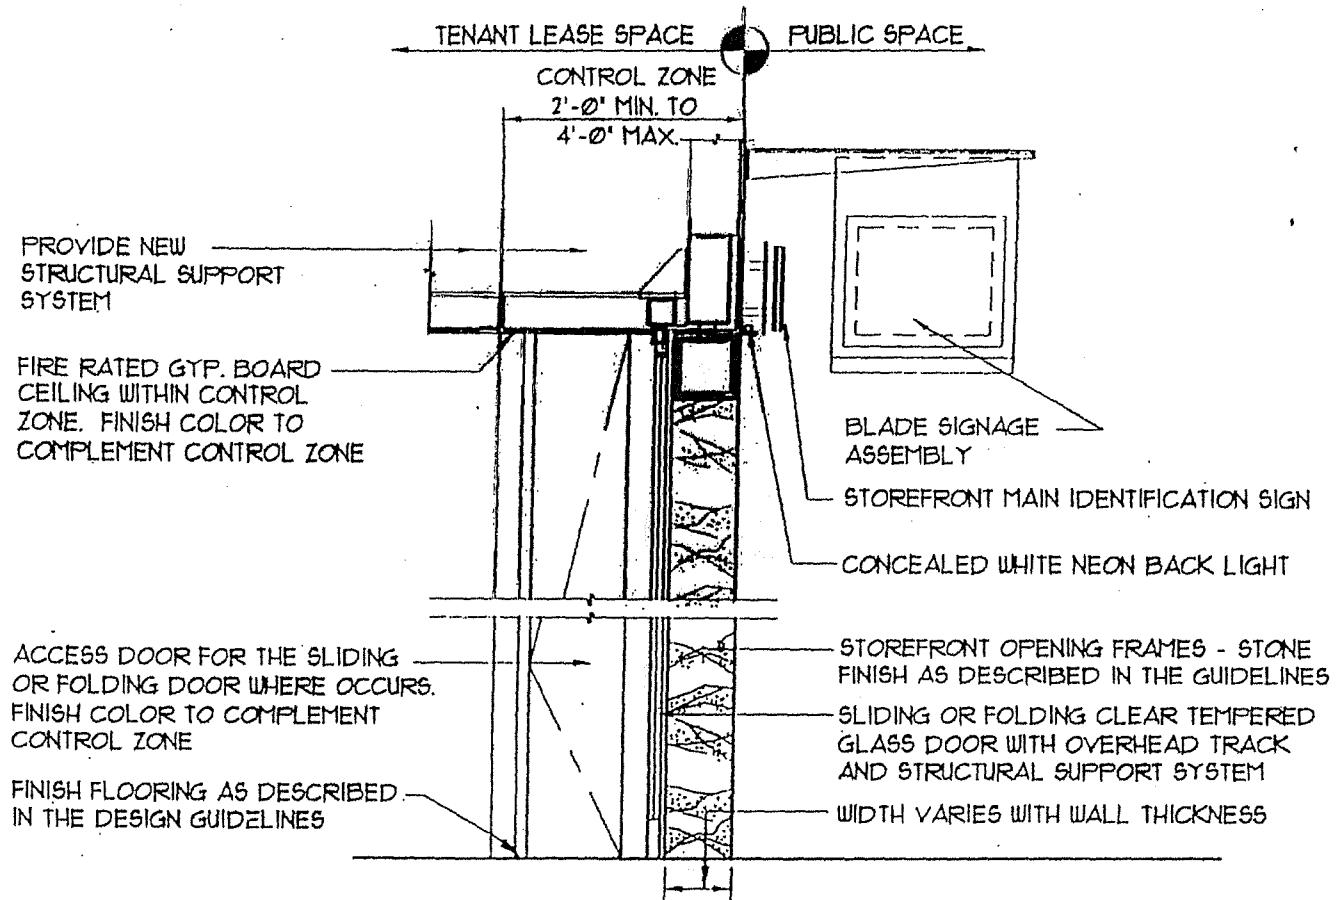 TENANT LEASE SPACE
PUBLIC SPACE
CONTROL ZONE
2'-0" MIN. TO
4'-0" MAX.
PROVIDE NEW
STRUCTURAL SUPPORT
SYSTEM
FIRE RATED GYP. BOARD
CEILING WITHIN CONTROL
ZONE. FINISH COLOR TO
COMPLEMENT CONTROL ZONE
BLADE SIGNAGE
ASSEMBLY
STOREFRONT MAIN IDENTIFICATION SIGN
CONCEALED WHITE NEON BACK LIGHT
ACCESS DOOR FOR THE SLIDING
OR FOLDING DOOR WHERE OCCURS.
FINISH COLOR TO COMPLEMENT
CONTROL ZONE
FINISH FLOORING AS DESCRIBED
IN THE DESIGN GUIDELINES
STOREFRONT OPENING FRAMES - STONE
FINISH AS DESCRIBED IN THE GUIDELINES
SLIDING OR FOLDING CLEAR TEMPERED
GLASS DOOR WITH OVERHEAD TRACK
AND STRUCTURAL SUPPORT SYSTEM
WIDTH VARIES WITH WALL THICKNESS